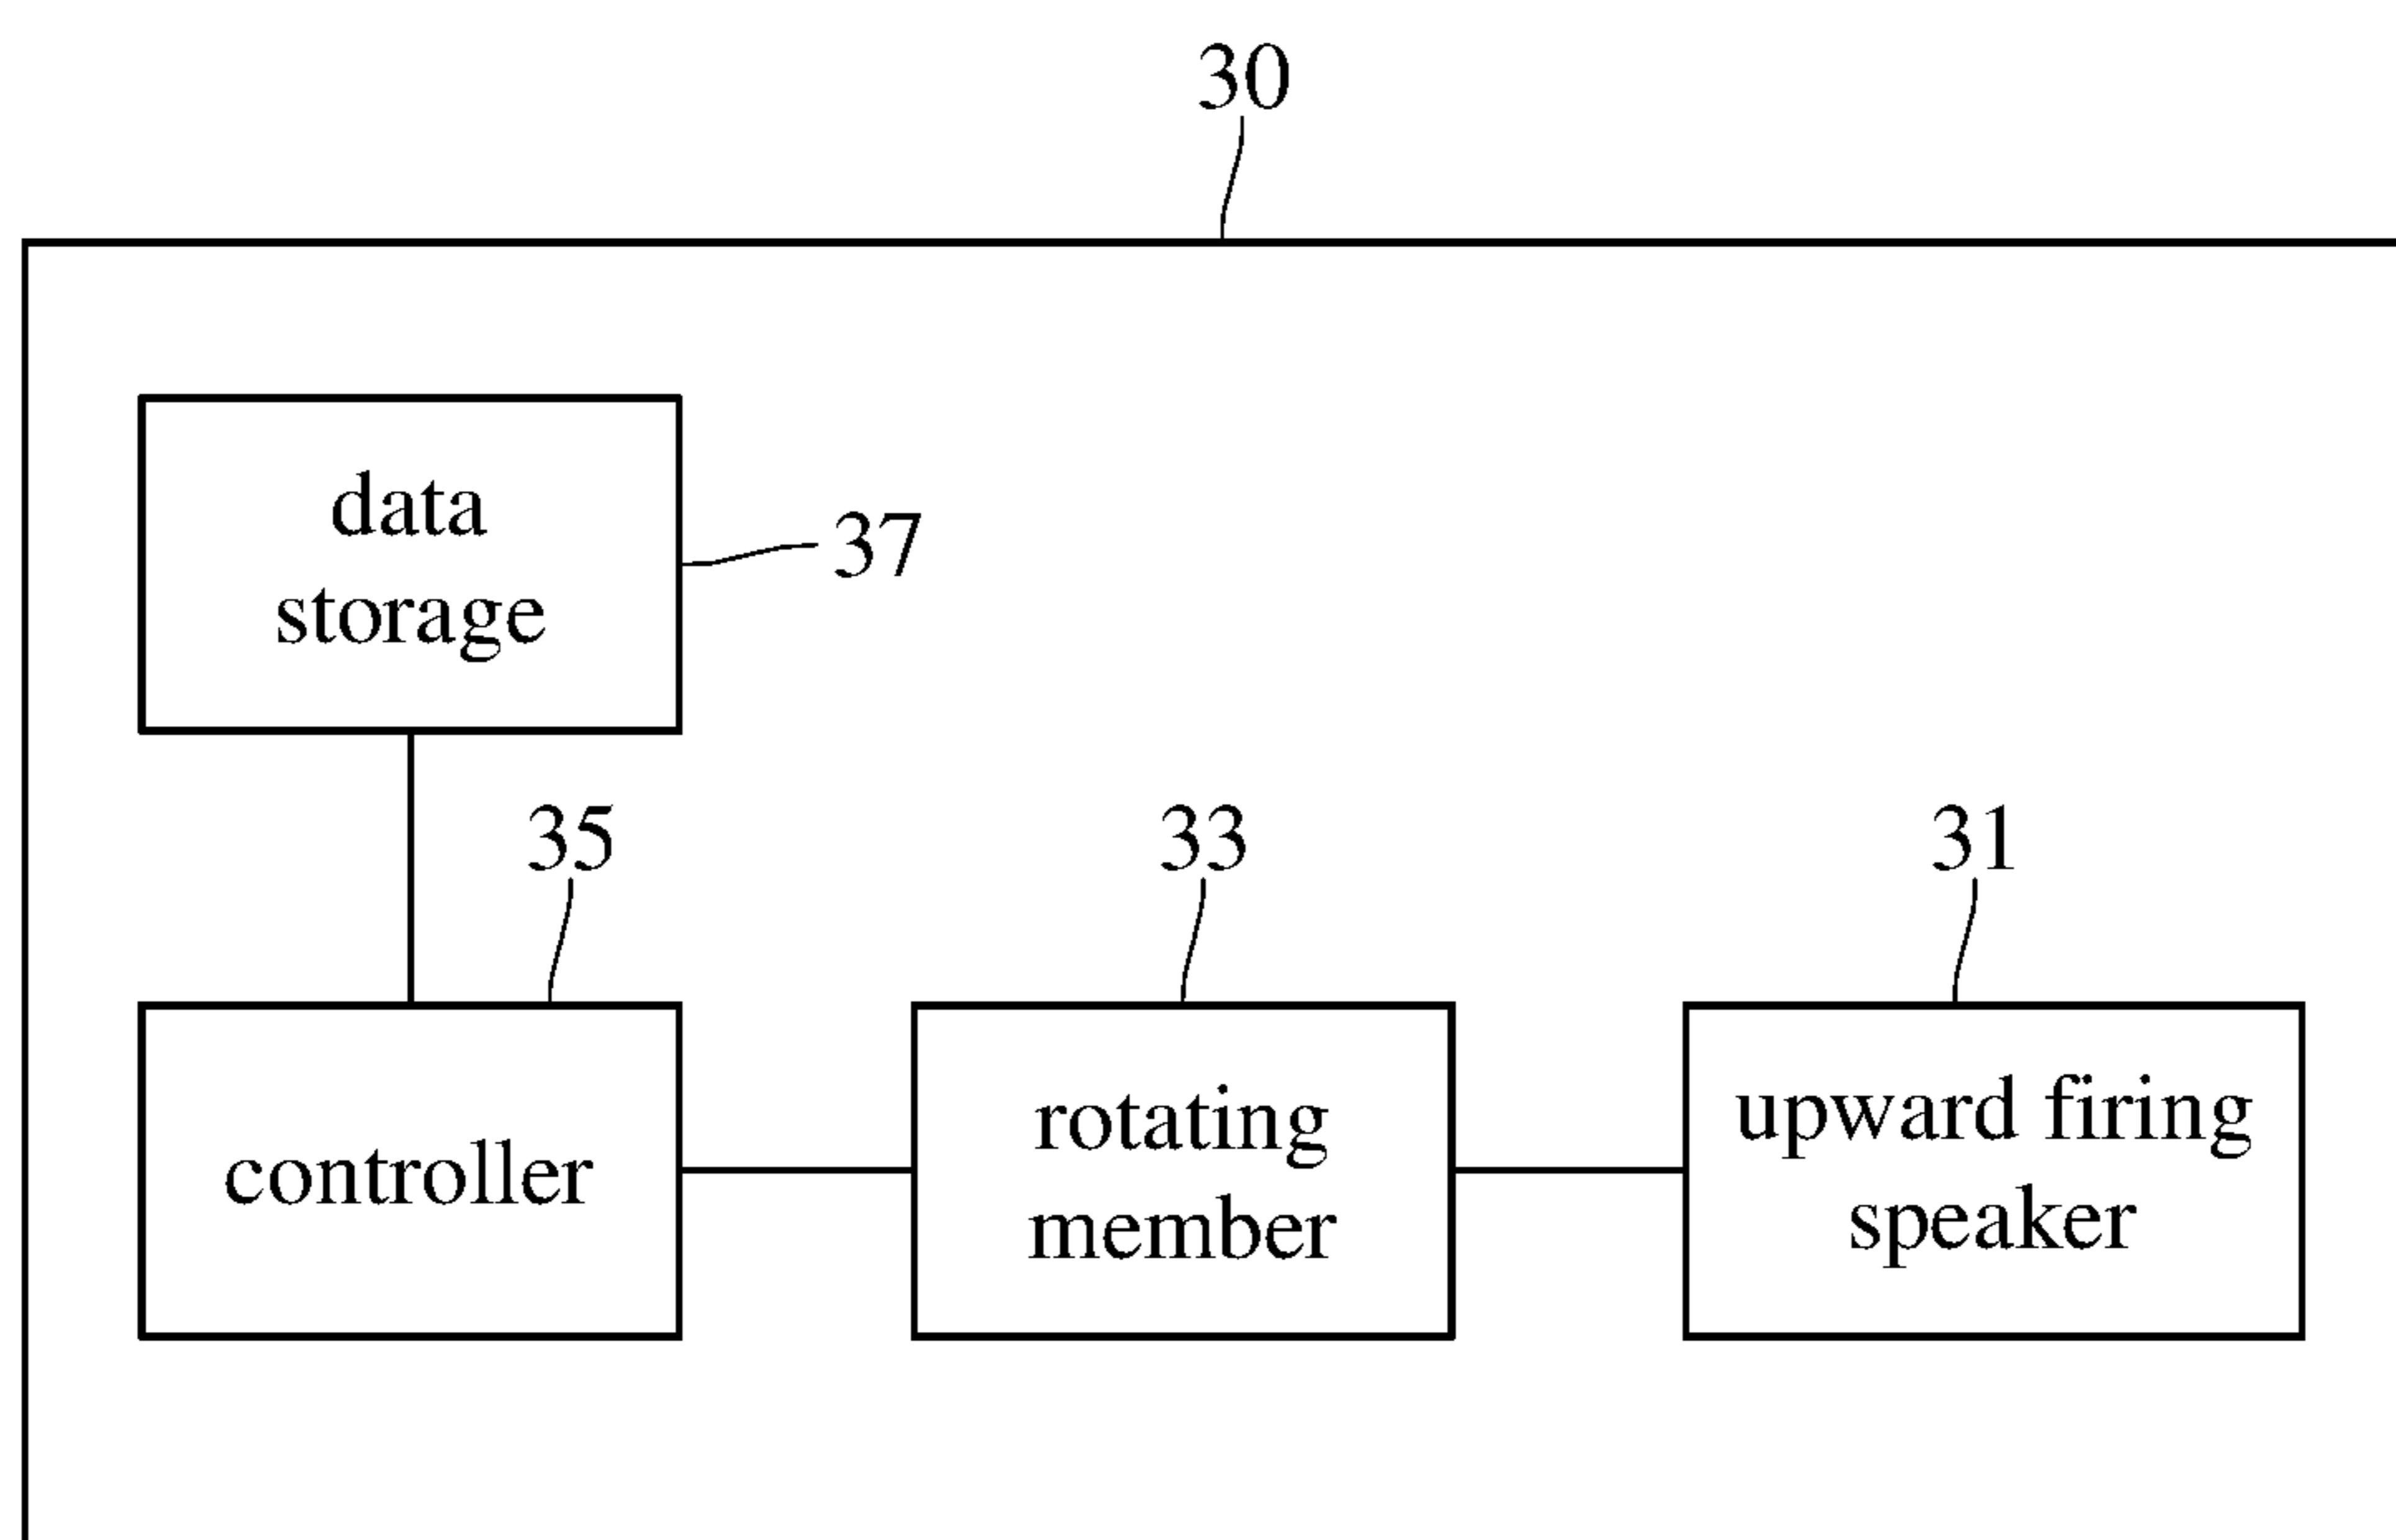 30
data
storage
37
35
33
31
controller
rotating
member
upward firing
speaker